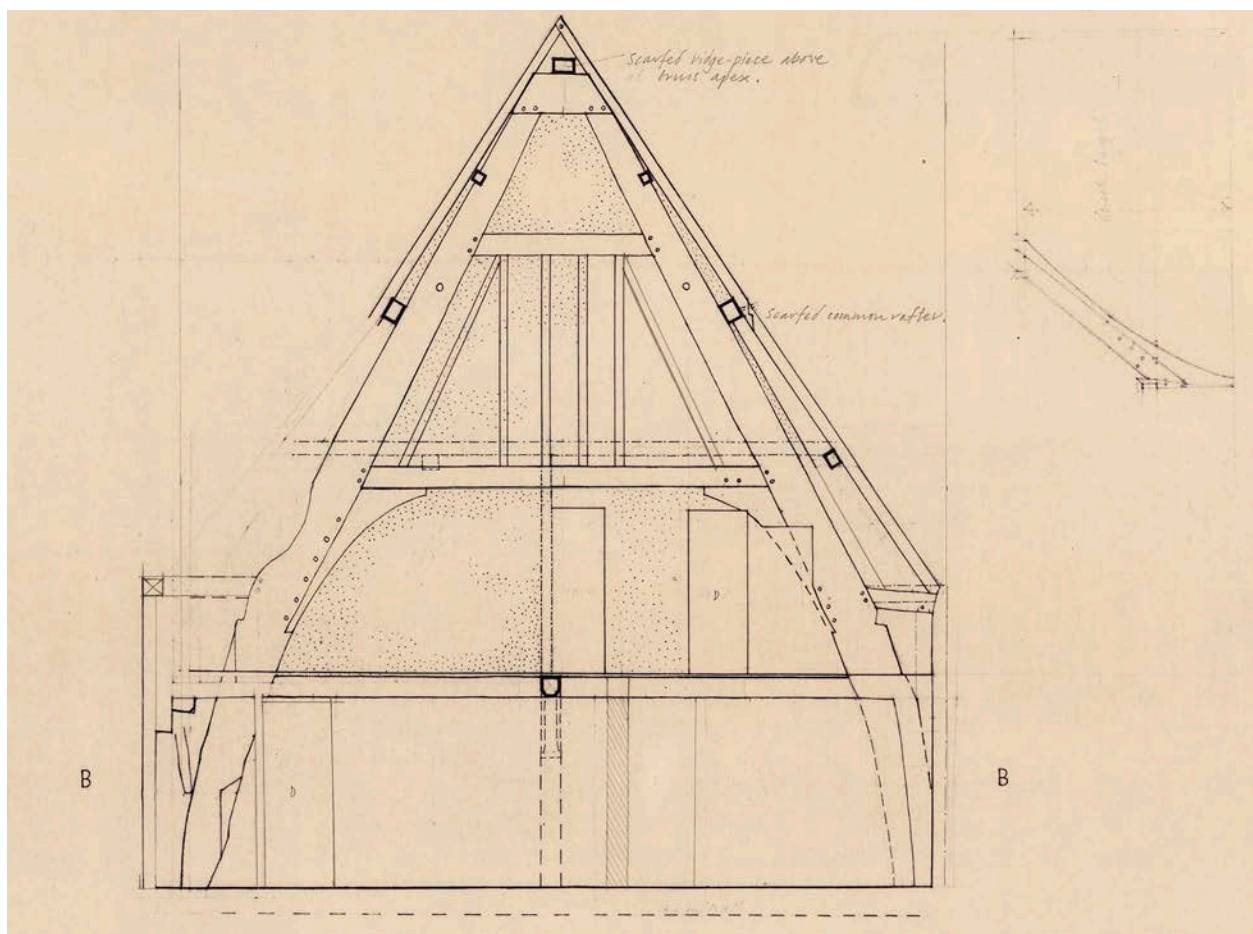 scarfed ridge-piece above
truss apex.
scarfed common rafter.
D
B
B
D